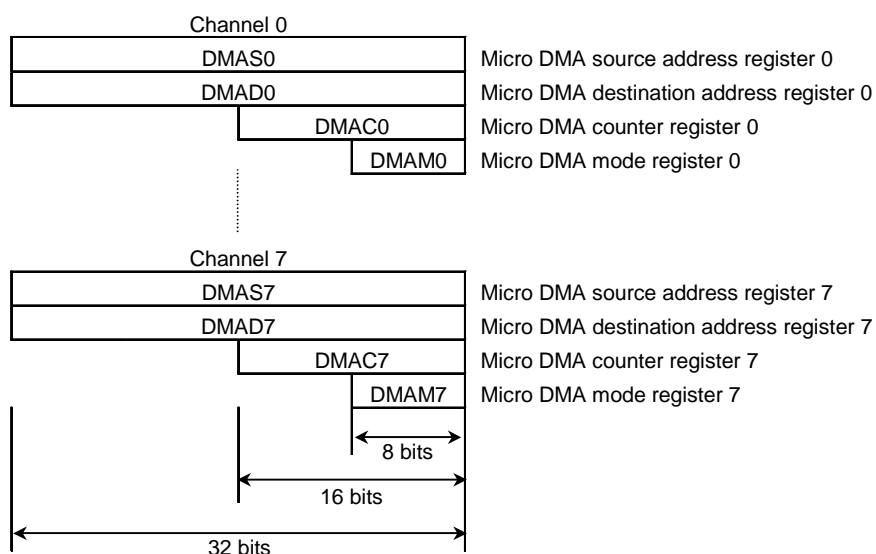 Channel 0
DMAS0 Micro DMA source address register 0
DMAD0 Micro DMA destination address register 0
DMAC0 Micro DMA counter register 0
DMAM0 Micro DMA mode register 0
Channel 7
DMAS7 Micro DMA source address register 7
DMAD7 Micro DMA destination address register 7
DMAC7 Micro DMA counter register 7
DMAM7 Micro DMA mode register 7
8 bits
16 bits
32 bits